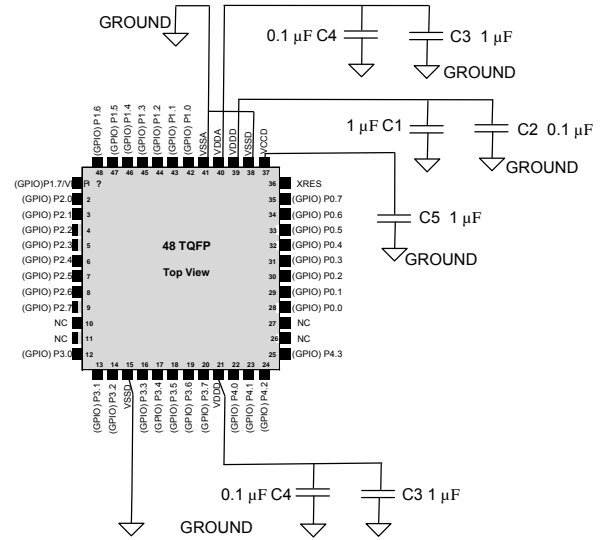 GROUND
0.1 µF C4
C3 1 µF
GROUND
1 µF C1
C2 0.1 µF
GROUND
C5 1 µF
GROUND
(GPIO) P1.6
(GPIO) P1.5
(GPIO) P1.4
(GPIO) P1.3
(GPIO) P1.2
(GPIO) P1.1
(GPIO) P1.0
VSSA
VDDA
VDDD
VSSD
VCCD
48
47
46
45
44
43
42
41
40
39
38
37
(GPIO)P1.7/V
?
(GPIO) P2.0
2
(GPIO) P2.1
3
(GPIO) P2.2
4
(GPIO) P2.3
5
(GPIO) P2.4
6
(GPIO) P2.5
7
(GPIO) P2.6
8
(GPIO) P2.7
9
NC
10
NC
11
(GPIO) P3.0
12
48 TQFP
Top View
36
XRES
35
(GPIO) P0.7
34
(GPIO) P0.6
33
(GPIO) P0.5
32
(GPIO) P0.4
31
(GPIO) P0.3
30
(GPIO) P0.2
29
(GPIO) P0.1
28
(GPIO) P0.0
27
NC
26
NC
25
(GPIO) P4.3
13
14
15
16
17
18
19
20
21
22
23
24
(GPIO) P3.1
(GPIO) P3.2
VSSD
(GPIO) P3.3
(GPIO) P3.4
(GPIO) P3.5
(GPIO) P3.6
(GPIO) P3.7
VDDD
(GPIO) P4.0
(GPIO) P4.1
(GPIO) P4.2
0.1 µF C4
C3 1 µF
GROUND